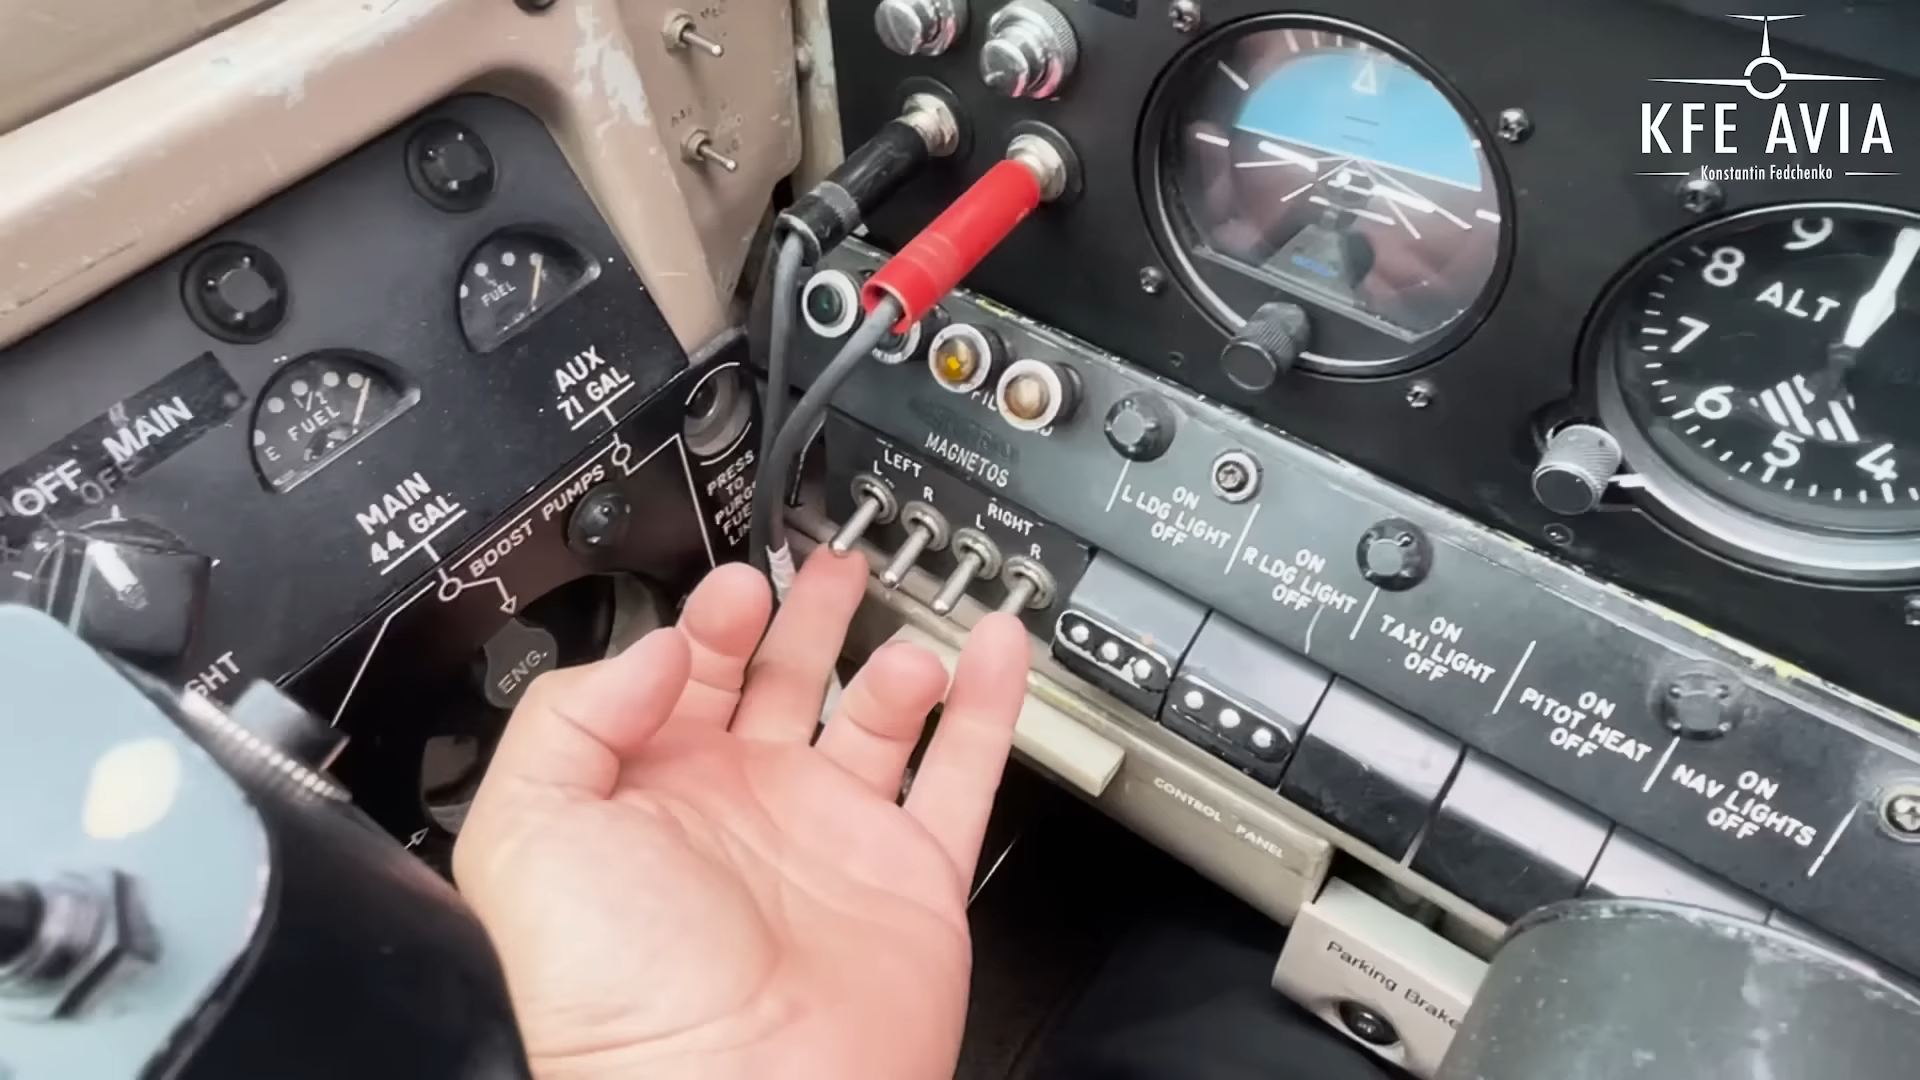 KFE AVIA
Konstantin Fedchenko
9
8
ALT
7
6
5
4
FUEL
AUX
71 GAL
1/2
E FUEL
OFF MAIN
OFF
MAIN
44 GAL
BOOST PUMPS
PRESS
TO
PURGE
FUEL
ENG.
MAGNETOS
LEFT
L
R
RIGHT
L
R
ON
L LDG LIGHT
OFF
ON
R LDG LIGHT
OFF
ON
TAXI LIGHT
OFF
ON
PITOT HEAT
OFF
ON
NAV LIGHTS
OFF
CONTROL PANEL
Parking Brake